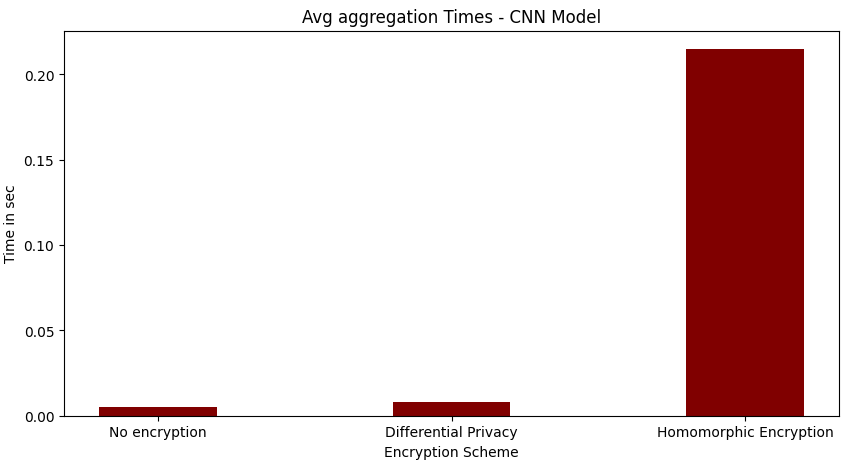 Avg aggregation Times - CNN Model
Time in sec
0.20
0.15
0.10
0.05
0.00
No encryption
Differential Privacy
Homomorphic Encryption
Encryption Scheme